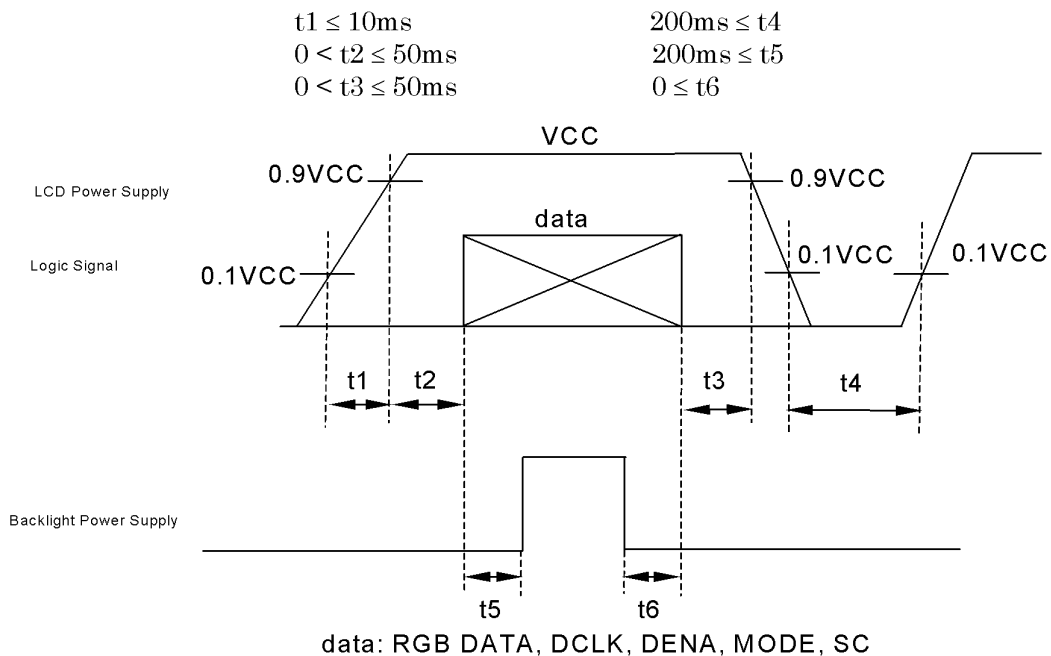 t1 ≤ 10ms
200ms ≤ t4
0 < t2 ≤ 50ms
200ms ≤ t5
0 < t3 ≤ 50ms
0 ≤ t6
VCC
0.9VCC
0.9VCC
LCD Power Supply
data
Logic Signal
0.1VCC
0.1VCC
0.1VCC
t1
t2
t3
t4
Backlight Power Supply
t5
t6
data: RGB DATA, DCLK, DENA, MODE, SC